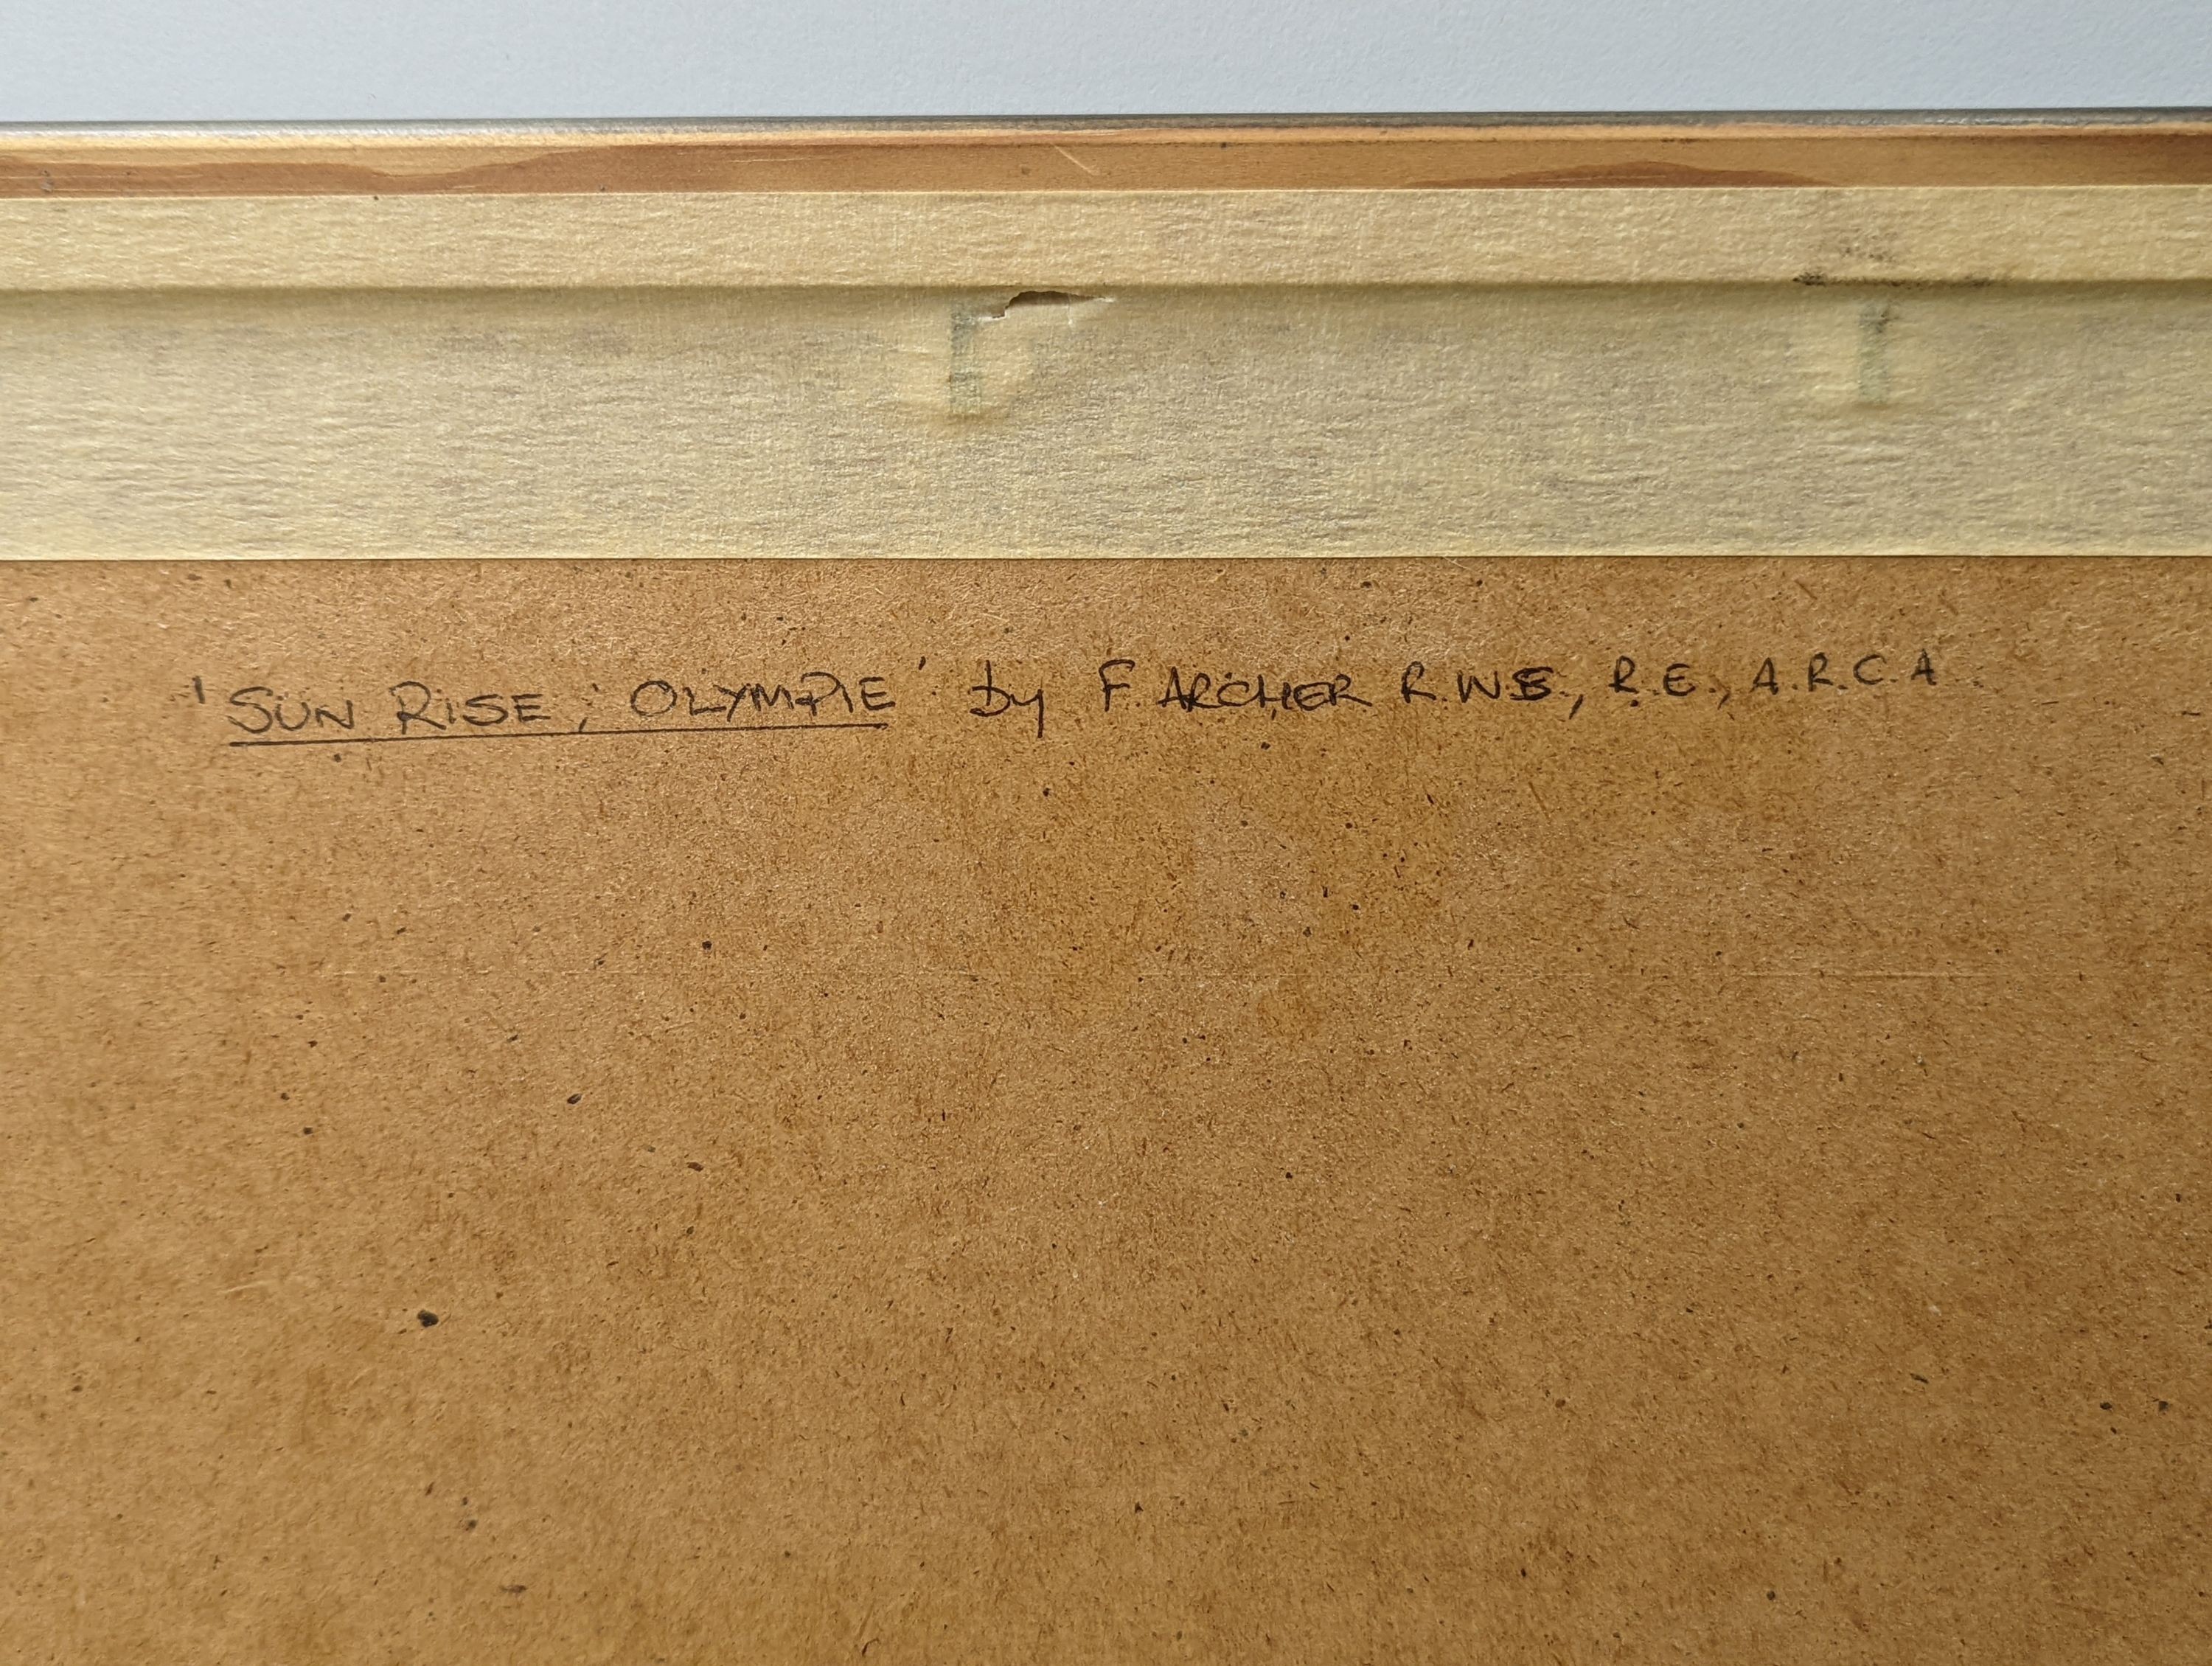 'SUN RISE, OLYMPIE' by F. ARCHER R.W.S., R.E., A.R.C.A.